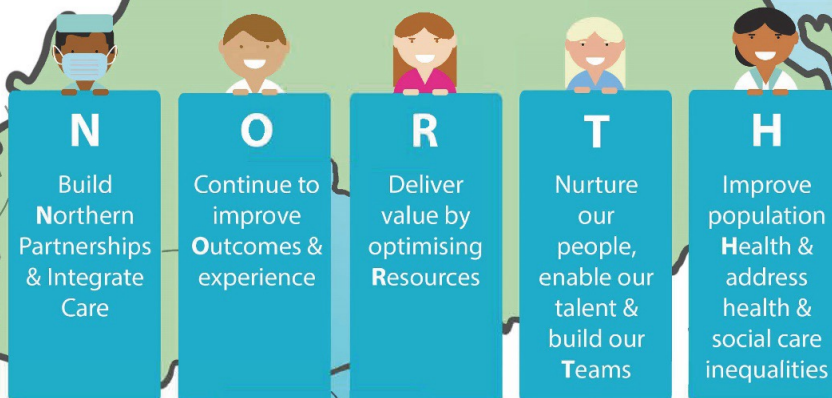 N
Build
Northern
Partnerships
& Integrate
Care
O
Continue to
improve
Outcomes &
experience
R
Deliver
value by
optimising
Resources
T
Nurture
our
people,
enable our
talent &
build our
Teams
H
Improve
population
Health &
address
health &
social care
inequalities